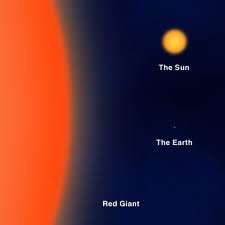 The Sun
The Earth
Red Giant